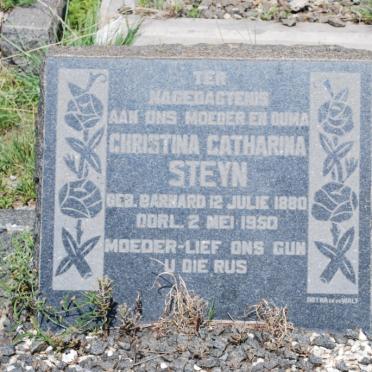 TER
NAGEDAGTENIS
AAN ONS MOEDER EN OUMA
CHRISTINA CATHARINA
STEYN
GEB. BARNARD 12 JULIE 1880
OORL. 2 MEI 1950
MOEDER-LIEF ONS GUN
U DIE RUS